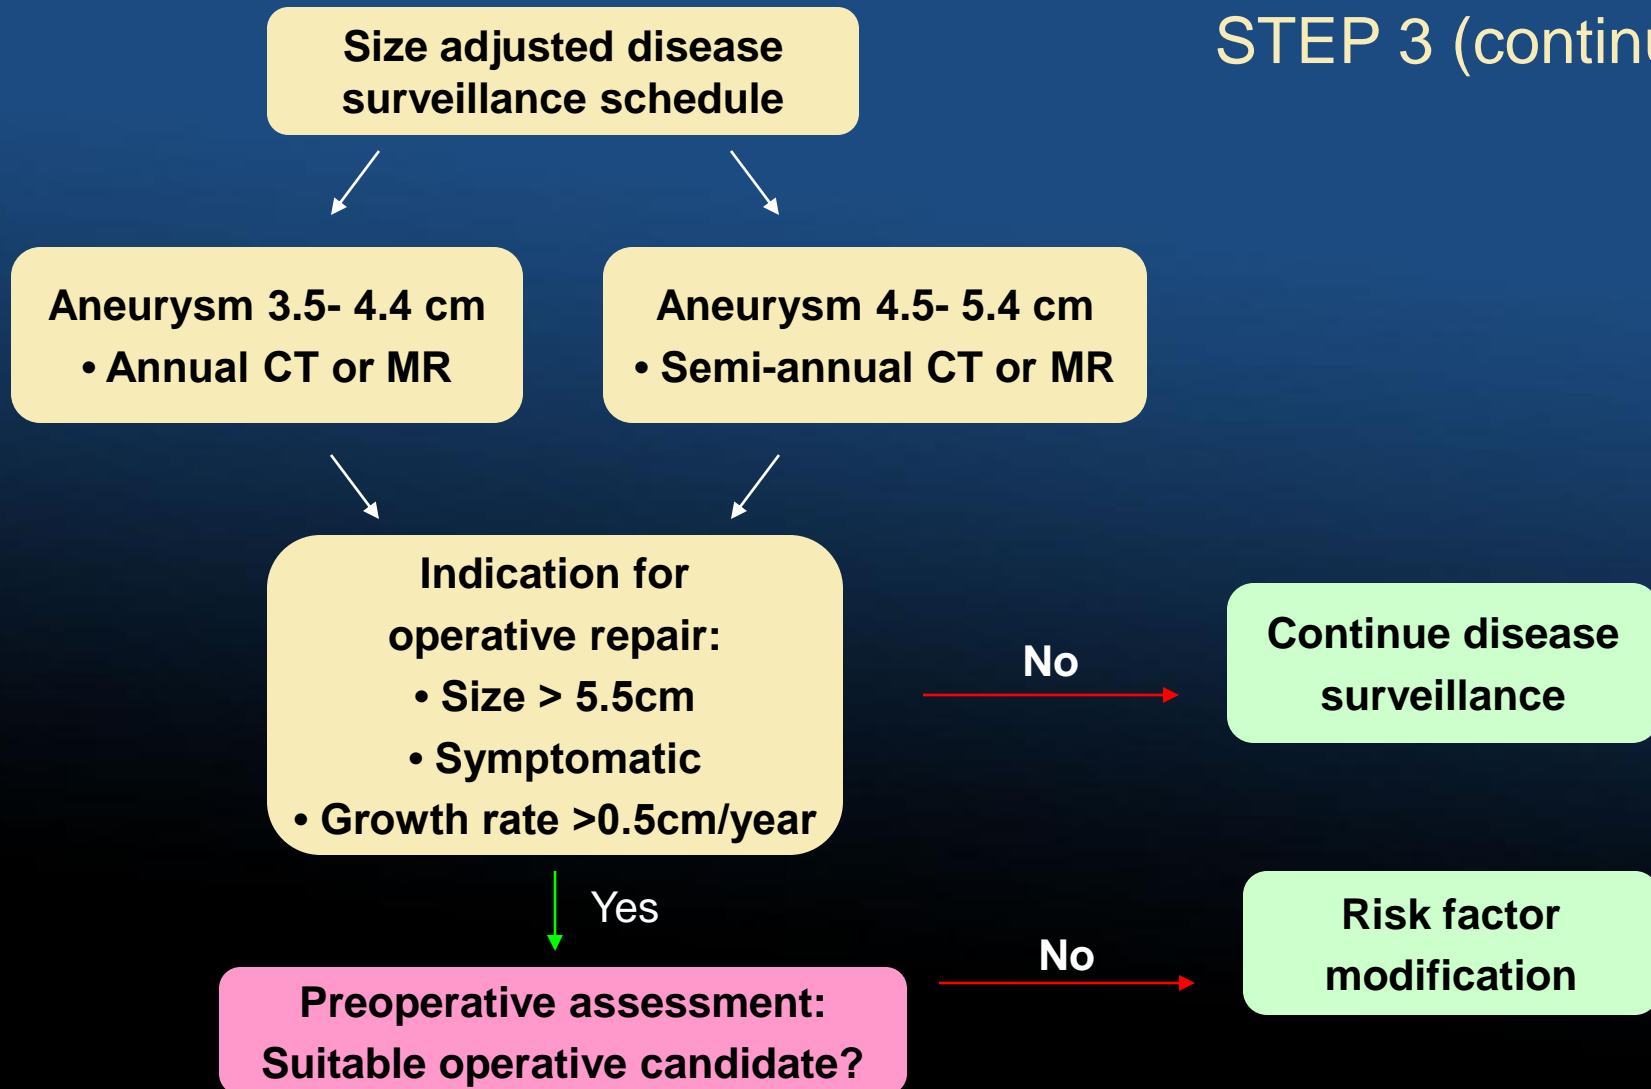 STEP 3 (continu
Size adjusted disease
surveillance schedule
Aneurysm 3.5- 4.4 cm
• Annual CT or MR
Aneurysm 4.5- 5.4 cm
• Semi-annual CT or MR
Indication for
operative repair:
• Size > 5.5cm
• Symptomatic
• Growth rate >0.5cm/year
No
Continue disease
surveillance
Yes
Preoperative assessment:
Suitable operative candidate?
No
Risk factor
modification